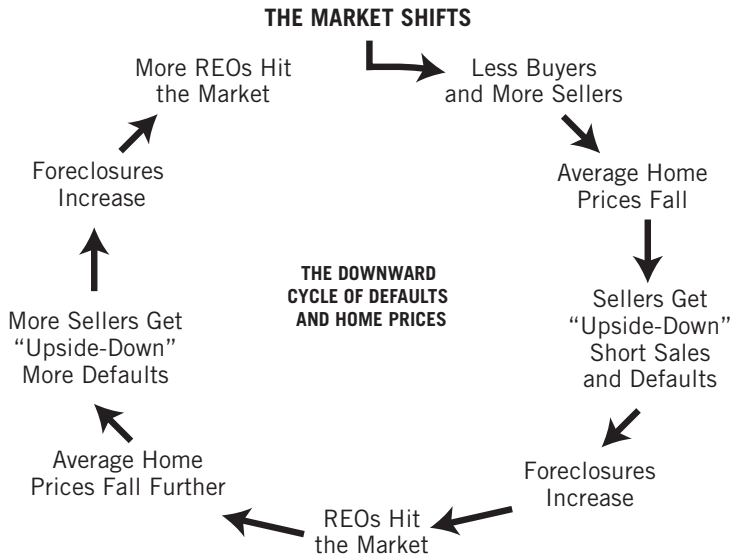 THE MARKET SHIFTS
Less Buyers
and More Sellers
Average Home
Prices Fall
Sellers Get
“Upside-Down”
Short Sales
and Defaults
Foreclosures
Increase
REOs Hit
the Market
Average Home
Prices Fall Further
More Sellers Get
“Upside-Down”
More Defaults
Foreclosures
Increase
More REOs Hit
the Market
THE DOWNWARD
CYCLE OF DEFAULTS
AND HOME PRICES